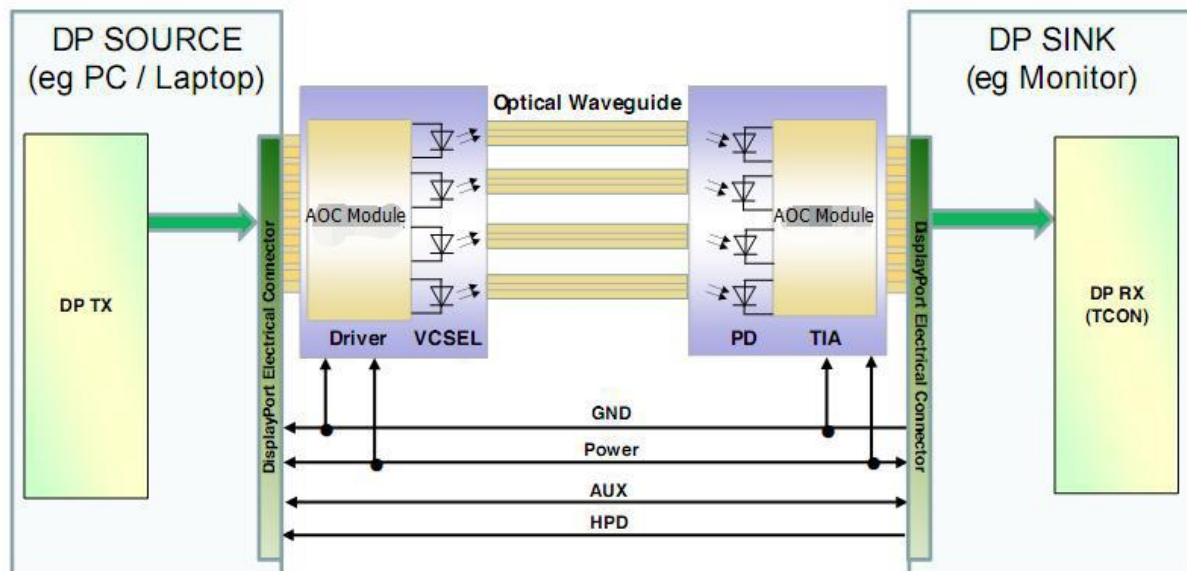 DP SOURCE
(eg PC / Laptop)
DP TX
DisplayPort Electrical Connector
AOC Module
Driver
VCSEL
Optical Waveguide
AOC Module
PD
TIA
GND
Power
AUX
HPD
DisplayPort Electrical Connector
DP SINK
(eg Monitor)
DP RX
(TCON)